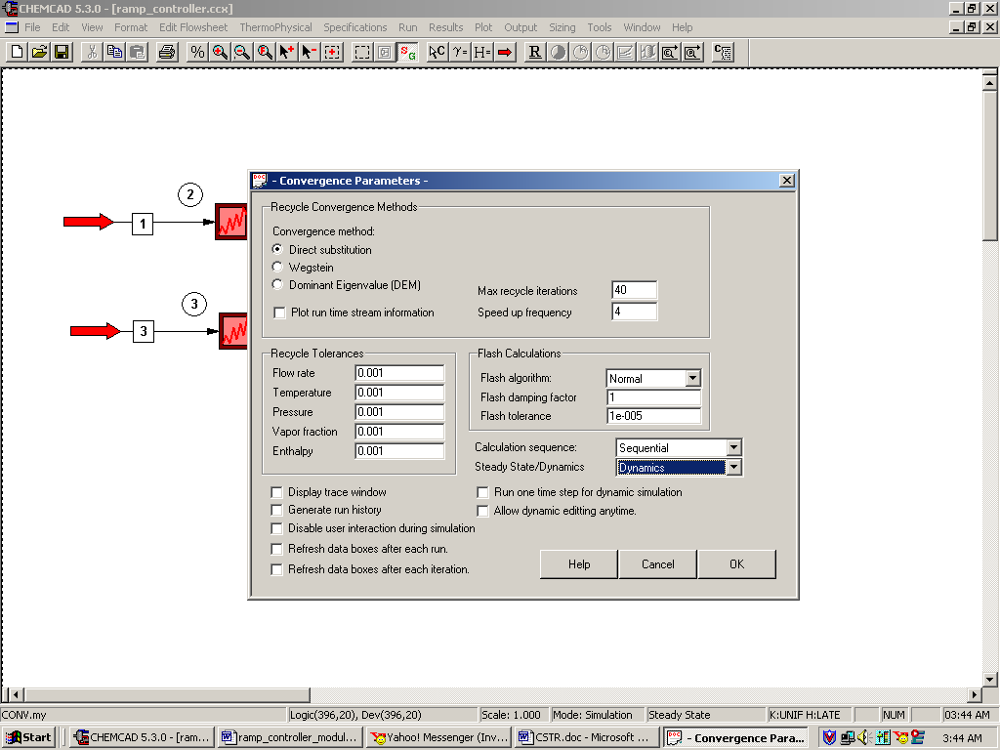 CHEMCAD 5.3.0 - [ramp_controller.ccx]
File Edit View Format Edit Flowsheet ThermoPhysical Specifications Run Results Plot Output Sizing Tools Window Help
% S G C γ= H= R C
2
1
3
3
- Convergence Parameters -
Recycle Convergence Methods
Convergence method:
Direct substitution
Wegstein
Dominant Eigenvalue (DEM)
Max recycle iterations 40
Plot run time stream information
Speed up frequency 4
Recycle Tolerances
Flow rate 0.001
Temperature 0.001
Pressure 0.001
Vapor fraction 0.001
Enthalpy 0.001
Flash Calculations
Flash algorithm: Normal
Flash damping factor 1
Flash tolerance 1e-005
Calculation sequence: Sequential
Steady State/Dynamics Dynamics
Display trace window
Generate run history
Disable user interaction during simulation
Refresh data boxes after each run.
Refresh data boxes after each iteration.
Run one time step for dynamic simulation
Allow dynamic editting anytime.
Help Cancel OK
CONV.my Logic(396,20), Dev(396,20) Scale: 1.000 Mode: Simulation Steady State K:UNIF H:LATE NUM 03:44 AM
Start CHEMCAD 5.3.0 - [ram... ramp_controller_modul... Yahoo! Messenger (Inv... CSTR.doc - Microsoft ... - Convergence Para... 3:44 AM